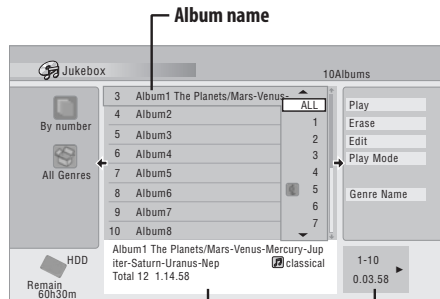 Album name
Jukebox
10Albums
By number
All Genres
3 Album1 The Planets/Mars-Venus-
4 Album2
5 Album3
6 Album4
7 Album5
8 Album6
9 Album7
10 Album8
ALL
1
2
3
4
5
6
7
Play
Erase
Edit
Play Mode
Genre Name
HDD
Remain
60h30m
Album1 The Planets/Mars-Venus-Mercury-Jup
iter-Saturn-Uranus-Nep classical
Total 12 1.14.58
1-10
0.03.58